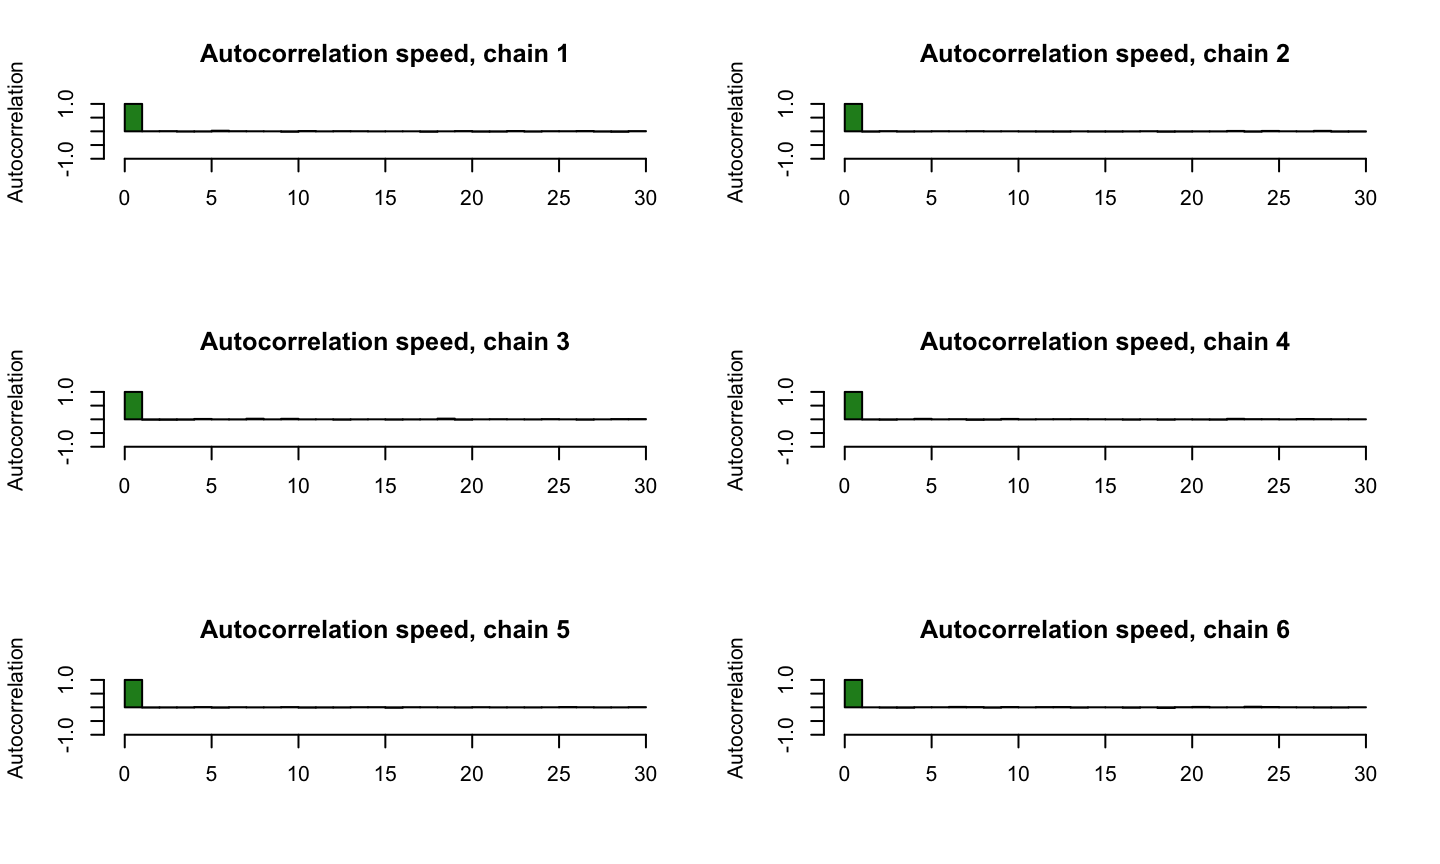 Autocorrelation speed, chain 1
Autocorrelation
1.0
-1.0
0 5 10 15 20 25 30
Autocorrelation speed, chain 2
Autocorrelation
1.0
-1.0
0 5 10 15 20 25 30
Autocorrelation speed, chain 3
Autocorrelation
1.0
-1.0
0 5 10 15 20 25 30
Autocorrelation speed, chain 4
Autocorrelation
1.0
-1.0
0 5 10 15 20 25 30
Autocorrelation speed, chain 5
Autocorrelation
1.0
-1.0
0 5 10 15 20 25 30
Autocorrelation speed, chain 6
Autocorrelation
1.0
-1.0
0 5 10 15 20 25 30